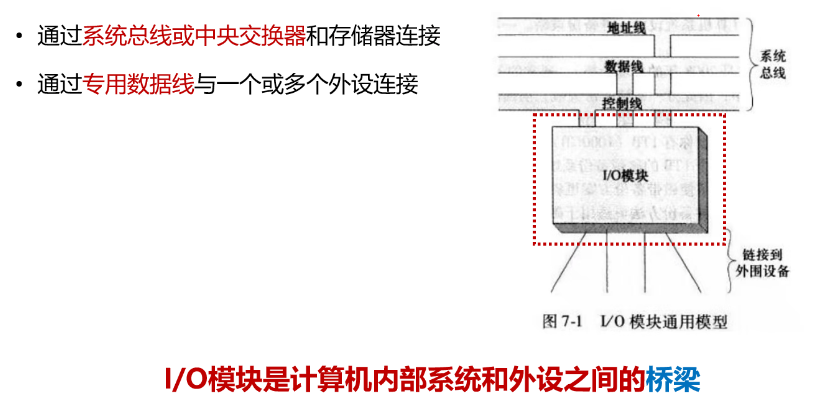 • 通过系统总线或中央交换器和存储器连接
• 通过专用数据线与一个或多个外设连接
地址线
数据线
控制线
系统
总线
I/O模块
链接到
外围设备
图 7-1 I/O 模块通用模型
I/O模块是计算机内部系统和外设之间的桥梁